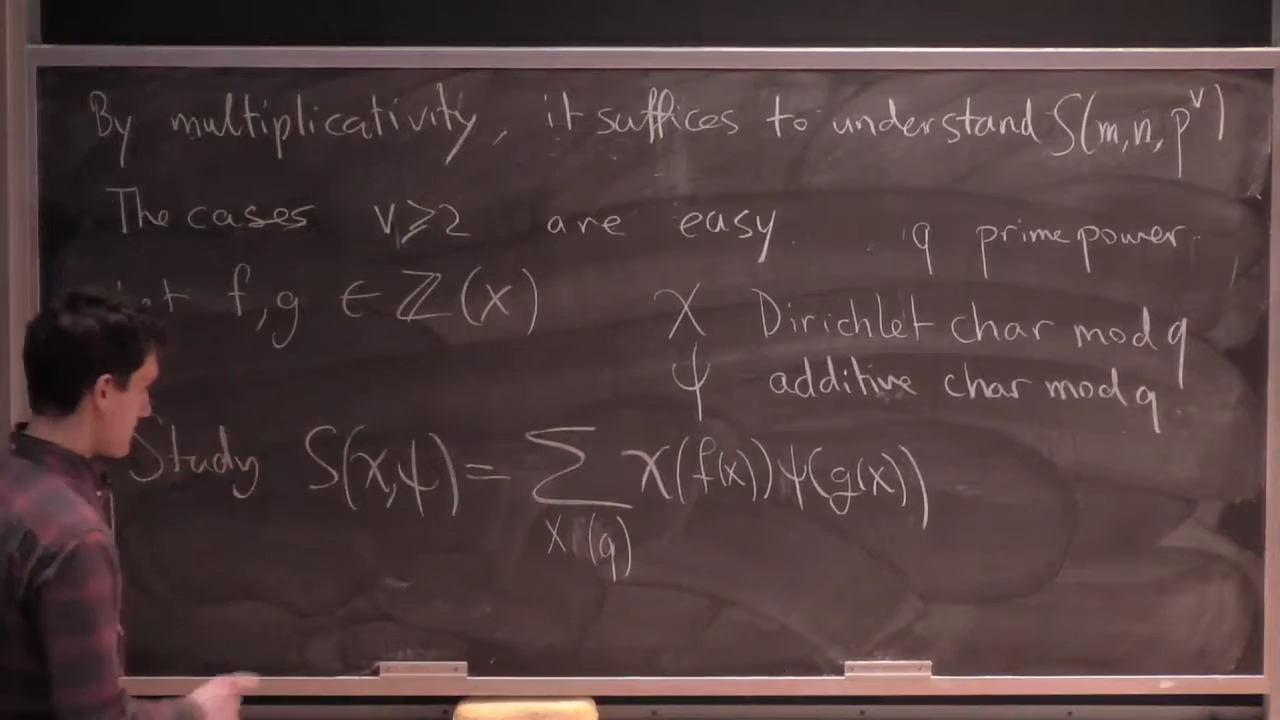 By multiplicativity, it suffices to understand S(m,n,p^v)
The cases v≥2 are easy. q prime power.
f,g ∈ ℤ(x) χ Dirichlet char mod q
ψ additive char mod q.
Study S(χ,ψ) = ∑ χ(f(x)) ψ(g(x))
x (q)